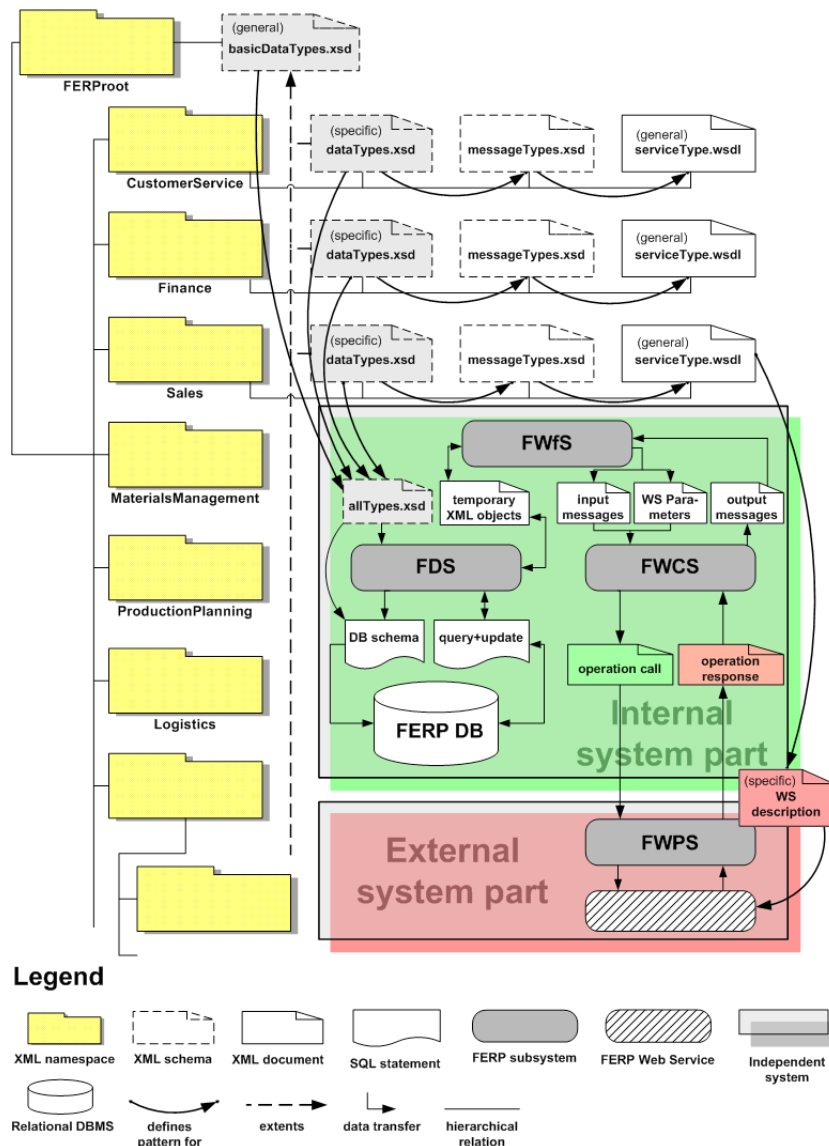 (general)
basicDataTypes.xsd
FERProot
(specific)
dataTypes.xsd
messageTypes.xsd
(general)
serviceType.wsdl
CustomerService
(specific)
dataTypes.xsd
messageTypes.xsd
(general)
serviceType.wsdl
Finance
(specific)
dataTypes.xsd
messageTypes.xsd
(general)
serviceType.wsdl
Sales
FWfS
MaterialsManagement
allTypes.xsd
temporary
XML objects
input
messages
WS Para-
meters
output
messages
FDS
FWCS
ProductionPlanning
DB schema
query+update
operation call
operation
response
Logistics
FERP DB
Internal
system part
(specific)
WS
description
External
system part
FWPS
Legend
XML namespace
XML schema
XML document
SQL statement
FERP subsystem
FERP Web Service
Independent
system
Relational DBMS
defines
pattern for
extents
data transfer
hierarchical
relation